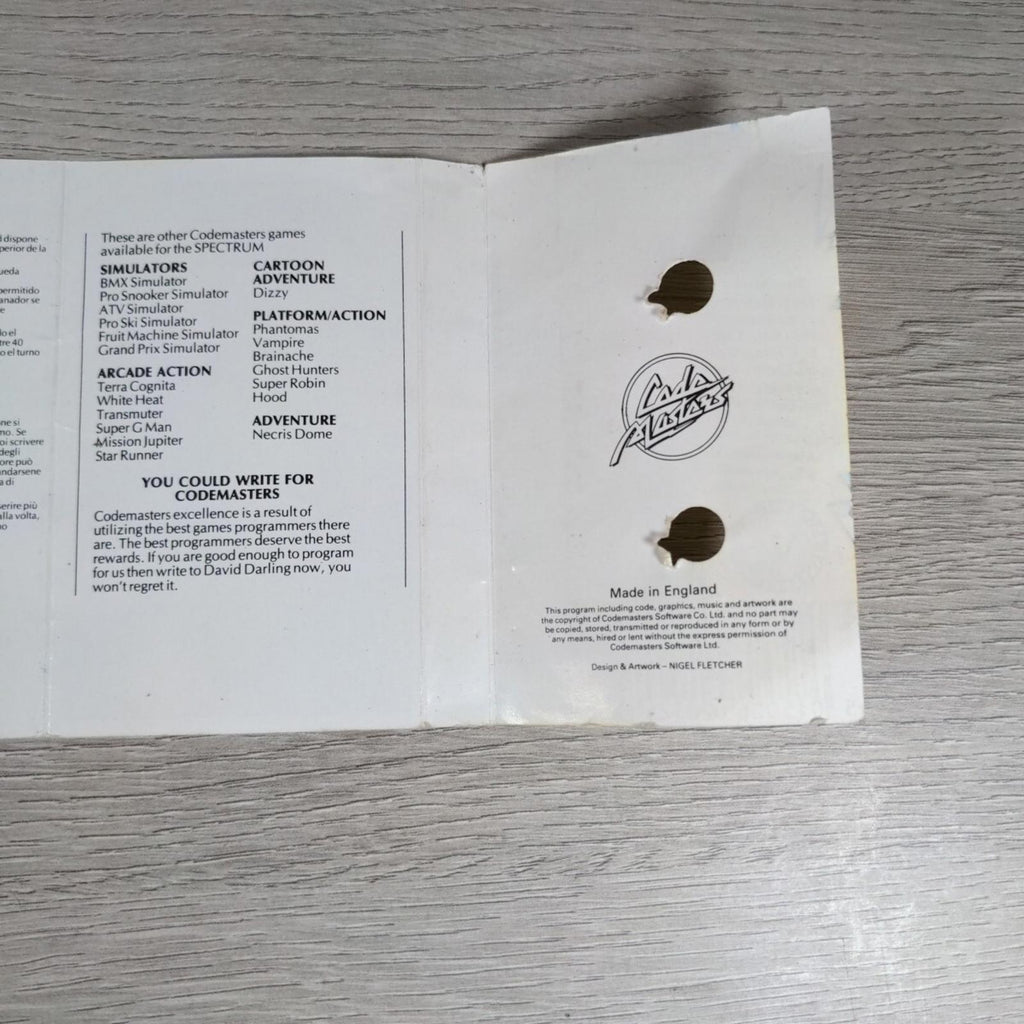 l dispone
perior de la
ueda
permitido
anador se
e
lo el
tre 40
o el turno
ne si
no. Se
oi scrivere
degli
ore può
ndarsene
a di
serire più
alla volta,
no
These are other Codemasters games
available for the SPECTRUM
SIMULATORS
BMX Simulator
Pro Snooker Simulator
ATV Simulator
Pro Ski Simulator
Fruit Machine Simulator
Grand Prix Simulator
ARCADE ACTION
Terra Cognita
White Heat
Transmuter
Super G Man
Mission Jupiter
Star Runner
CARTOON
ADVENTURE
Dizzy
PLATFORM/ACTION
Phantomas
Vampire
Brainache
Ghost Hunters
Super Robin
Hood
ADVENTURE
Necris Dome
YOU COULD WRITE FOR
CODEMASTERS
Codemasters excellence is a result of
utilizing the best games programmers there
are. The best programmers deserve the best
rewards. If you are good enough to program
for us then write to David Darling now, you
won't regret it.
Code
Masters
Made in England
This program including code, graphics, music and artwork are
the copyright of Codemasters Software Co. Ltd. and no part may
be copied, stored, transmitted or reproduced in any form or by
any means, hired or lent without the express permission of
Codemasters Software Ltd.
Design & Artwork – NIGEL FLETCHER